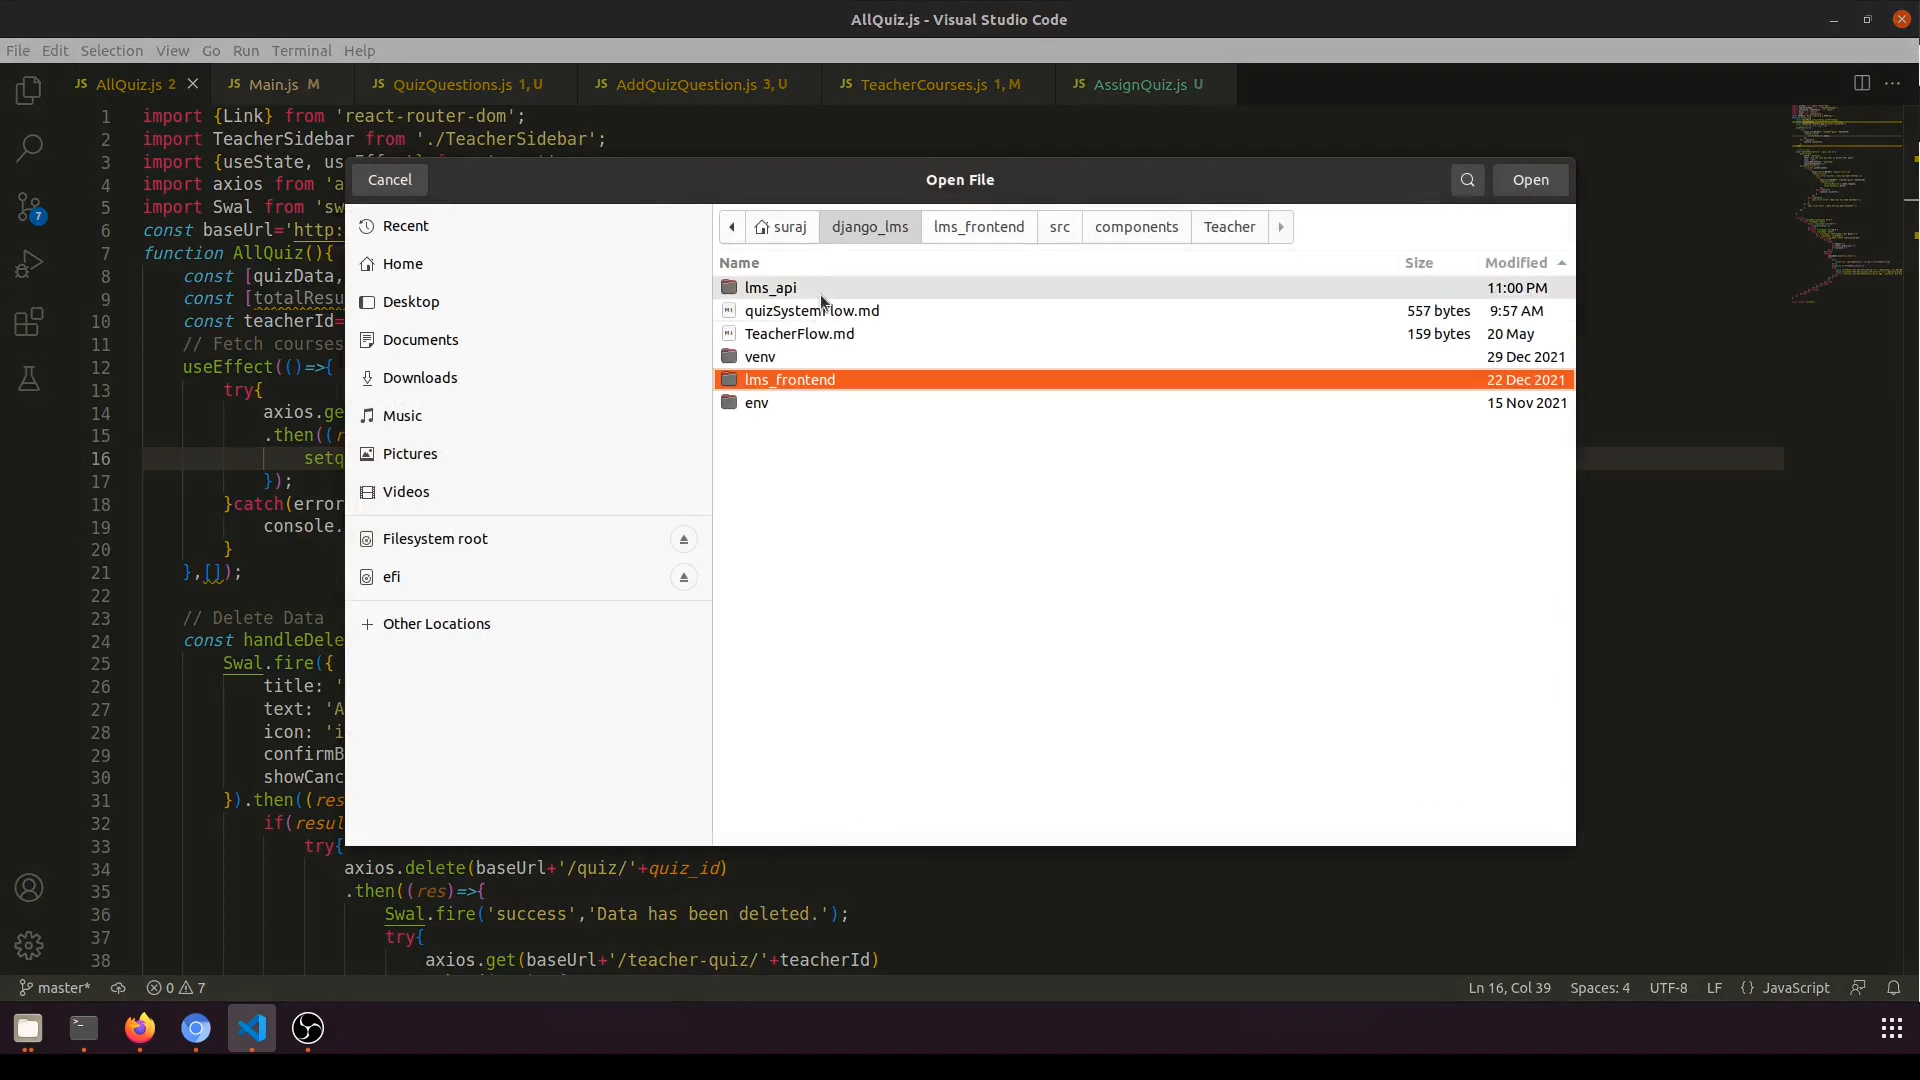 AllQuiz.js - Visual Studio Code
File Edit Selection View Go Run Terminal Help
JS AllQuiz.js 2 JS Main.js M JS QuizQuestions.js 1, U JS AddQuizQuestion.js 3, U JS TeacherCourses.js 1, M JS AssignQuiz.js U
7
1 import {Link} from 'react-router-dom';
2 import TeacherSidebar from './TeacherSidebar';
3 import {useState, us
4 import axios from 'a
5 import Swal from 'sw
6 const baseUrl='http:
7 function AllQuiz(){
8 const [quizData,
9 const [totalResu
10 const teacherId=
11 // Fetch courses
12 useEffect(()=>{
13 try{
14 axios.ge
15 .then((r
16 setq
17 });
18 }catch(error
19 console.
20 }
21 },[]);
22
23 // Delete Data
24 const handleDele
25 Swal.fire({
26 title: '
27 text: 'A
28 icon: 'i
29 confirmB
30 showCanc
31 }).then((res
32 if(resul
33 try{
34 axios.delete(baseUrl+'/quiz/'+quiz_id)
35 .then((res)=>{
36 Swal.fire('success','Data has been deleted.');
37 try{
38 axios.get(baseUrl+'/teacher-quiz/'+teacherId)
Cancel Open File Open
Recent
Home
Desktop
Documents
Downloads
Music
Pictures
Videos
Filesystem root
efi
Other Locations
suraj django_lms lms_frontend src components Teacher
Name Size Modified
lms_api 11:00 PM
quizSystemFlow.md 557 bytes 9:57 AM
TeacherFlow.md 159 bytes 20 May
venv 29 Dec 2021
lms_frontend 22 Dec 2021
env 15 Nov 2021
master* 0 7 Ln 16, Col 39 Spaces: 4 UTF-8 LF {} JavaScript